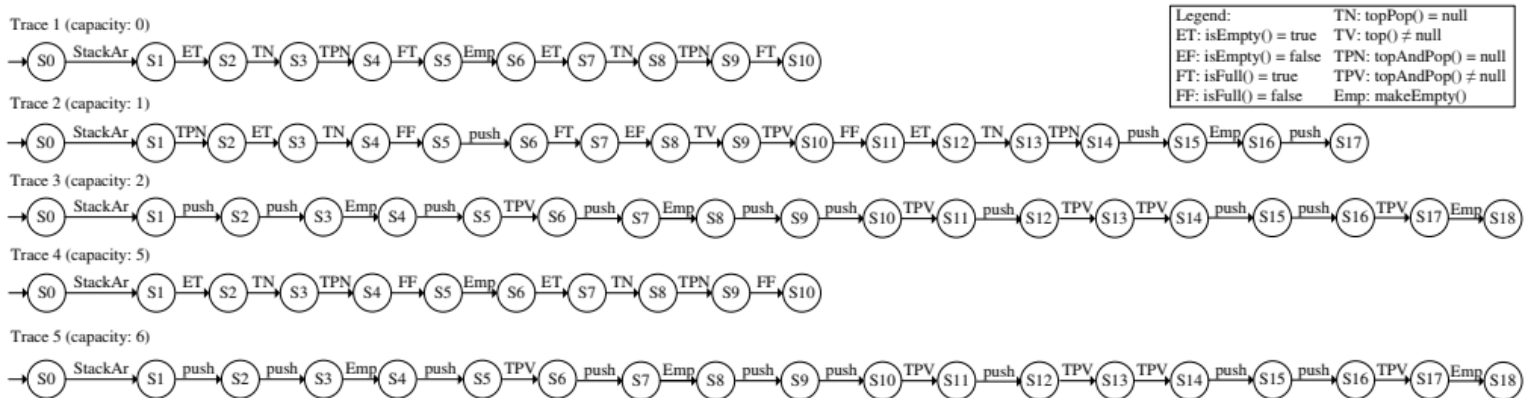 Trace 1 (capacity: 0)
S0 StackAr S1 ET S2 TN S3 TPN S4 FT S5 Emp S6 ET S7 TN S8 TPN S9 FT S10
Legend: TN: topPop() = null
ET: isEmpty() = true TV: top() ≠ null
EF: isEmpty() = false TPN: topAndPop() = null
FT: isFull() = true TPV: topAndPop() ≠ null
FF: isFull() = false Emp: makeEmpty()
Trace 2 (capacity: 1)
S0 StackAr S1 TPN S2 ET S3 TN S4 FF S5 push S6 FT S7 EF S8 TV S9 TPV S10 FF S11 ET S12 TN S13 TPN S14 push S15 Emp S16 push S17
Trace 3 (capacity: 2)
S0 StackAr S1 push S2 push S3 Emp S4 push S5 TPV S6 push S7 Emp S8 push S9 push S10 TPV S11 push S12 TPV S13 TPV S14 push S15 push S16 TPV S17 Emp S18
Trace 4 (capacity: 5)
S0 StackAr S1 ET S2 TN S3 TPN S4 FF S5 Emp S6 ET S7 TN S8 TPN S9 FF S10
Trace 5 (capacity: 6)
S0 StackAr S1 push S2 push S3 Emp S4 push S5 TPV S6 push S7 Emp S8 push S9 push S10 TPV S11 push S12 TPV S13 TPV S14 push S15 push S16 TPV S17 Emp S18